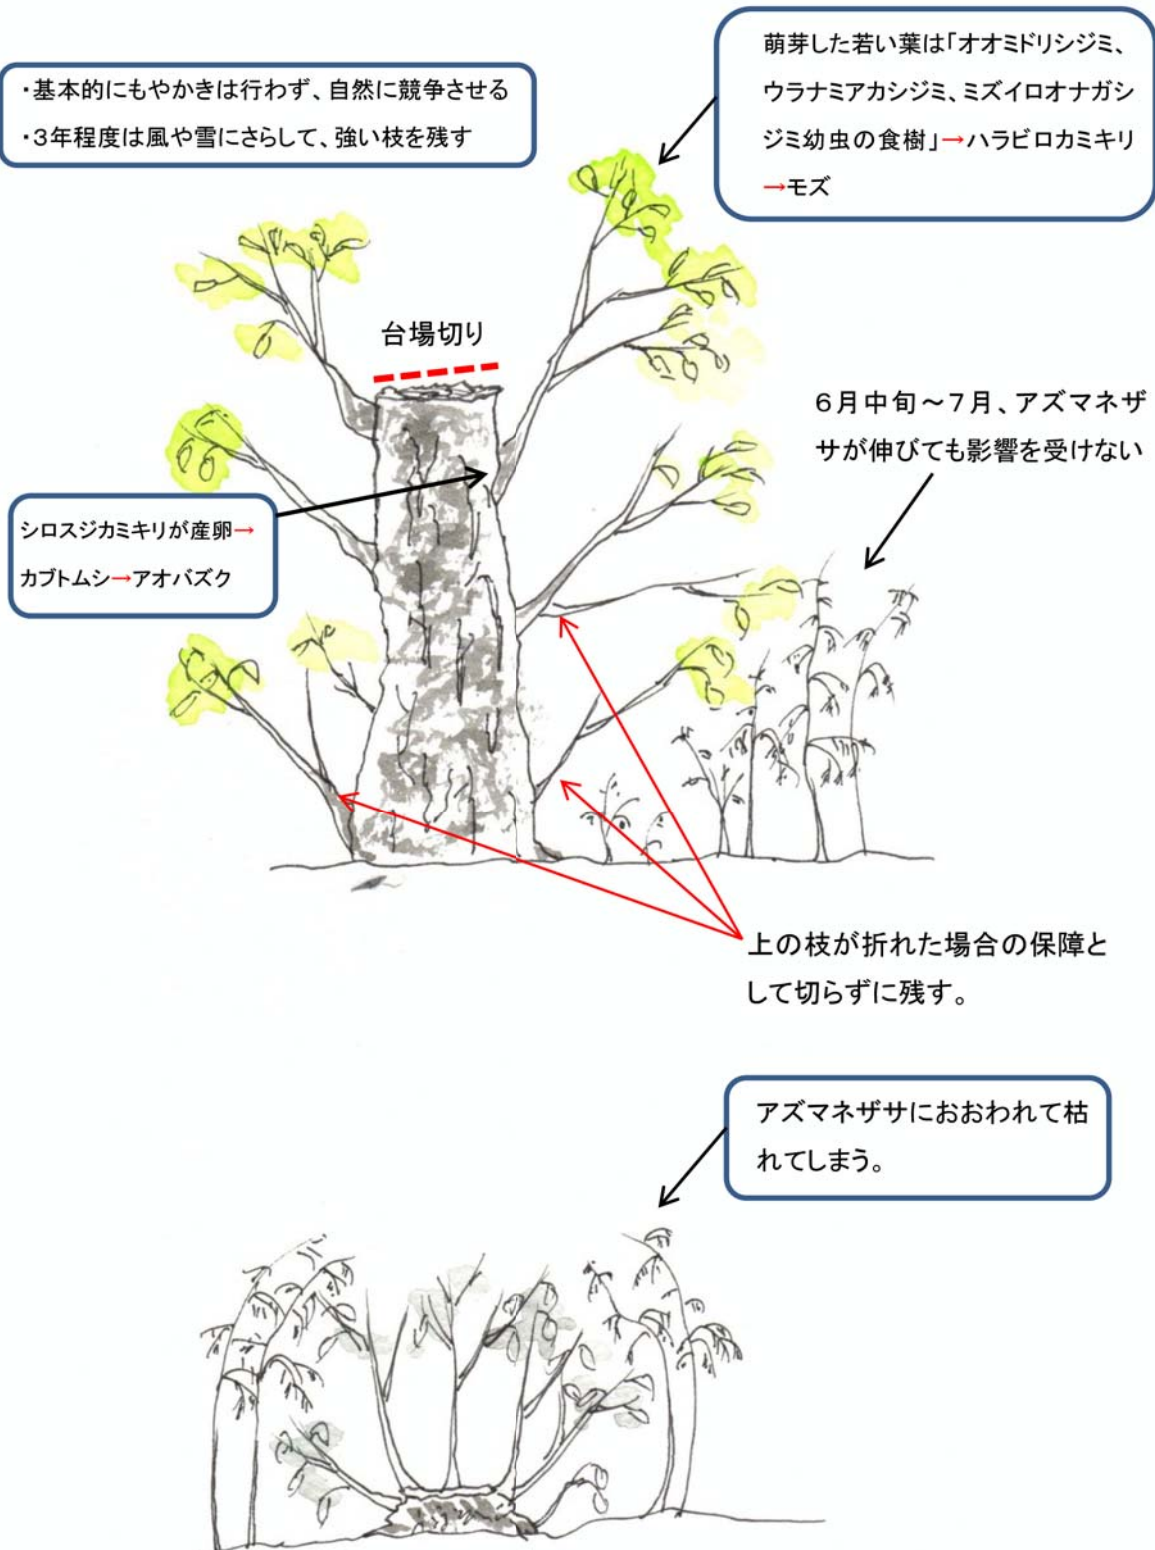 ・基本的にもやかきは行わず、自然に競争させる
・3年程度は風や雪にさらして、強い枝を残す
萌芽した若い葉は「オオミドリシジミ、
ウラナミアカシジミ、ミズイロオナガシ
ジミ幼虫の食樹」→ハラビロカミキリ
→モズ
台場切り
6月中旬～7月、アズマネザ
サが伸びても影響を受けない
シロスジカミキリが産卵→
カブトムシ→アオバズク
上の枝が折れた場合の保障と
して切らずに残す。
アズマネザサにおおわれて枯
れてしまう。